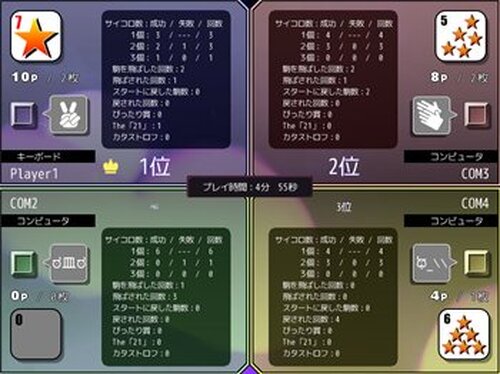 7
10P / 2枚
キーボード
Player1
サイコロ数：成功 / 失敗 / 回数
1個：3 / --- / 3
2個：2 / 1 / 3
3個：0 / 0 / 0
駒を飛ばした回数：2
飛ばされた回数：1
スタートに戻した駒数：0
戻された回数：0
ぴったり賞：0
The「21」：1
カタストロフ：0
1位
5
8P / 2枚
コンピュータ
COM3
サイコロ数：成功 / 失敗 / 回数
1個：4 / --- / 4
2個：3 / 0 / 3
3個：0 / 0 / 0
駒を飛ばした回数：2
飛ばされた回数：1
スタートに戻した駒数：0
戻された回数：0
ぴったり賞：0
The「21」：0
カタストロフ：0
2位
プレイ時間：4分 55秒
COM2
コンピュータ
0P / 0枚
0
サイコロ数：成功 / 失敗 / 回数
1個：6 / --- / 6
2個：1 / 0 / 1
3個：0 / 0 / 0
駒を飛ばした回数：1
飛ばされた回数：3
スタートに戻した駒数：0
戻された回数：0
ぴったり賞：0
The「21」：0
カタストロフ：0
3位
COM4
コンピュータ
4P / 1枚
6
サイコロ数：成功 / 失敗 / 回数
1個：4 / --- / 4
2個：3 / 1 / 4
3個：0 / 0 / 0
駒を飛ばした回数：0
飛ばされた回数：0
スタートに戻した駒数：0
戻された回数：4
ぴったり賞：0
The「21」：0
カタストロフ：0